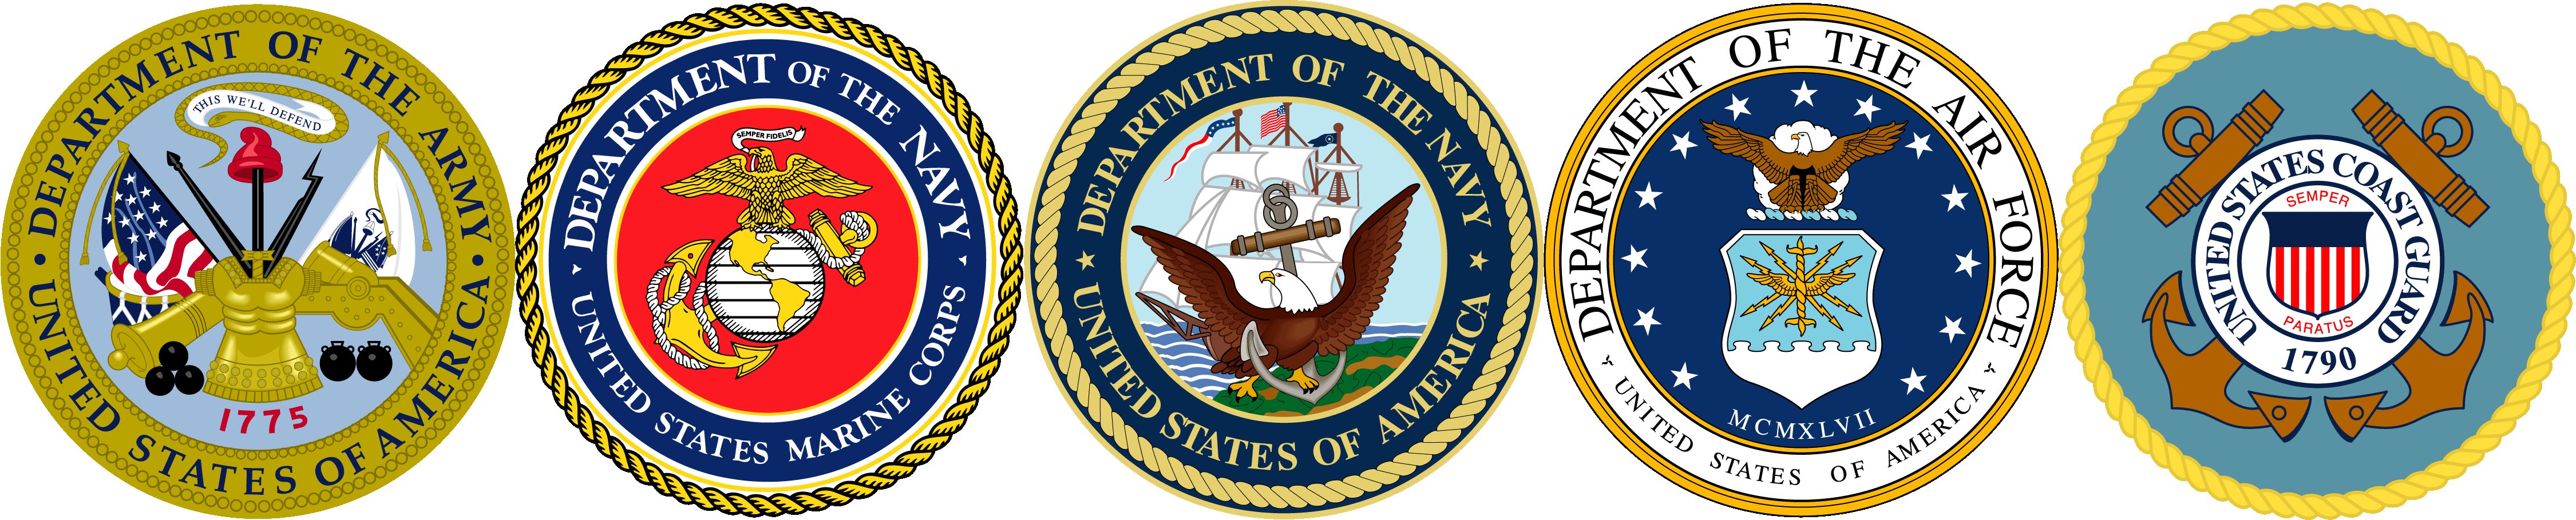 DEPARTMENT OF THE ARMY
THIS WE'LL DEFEND
1775
UNITED STATES OF AMERICA
DEPARTMENT OF THE NAVY
SEMPER FIDELIS
UNITED STATES MARINE CORPS
DEPARTMENT OF THE NAVY
UNITED STATES OF AMERICA
DEPARTMENT OF THE AIR FORCE
MCMXLVII
UNITED STATES OF AMERICA
UNITED STATES COAST GUARD
SEMPER
PARATUS
1790